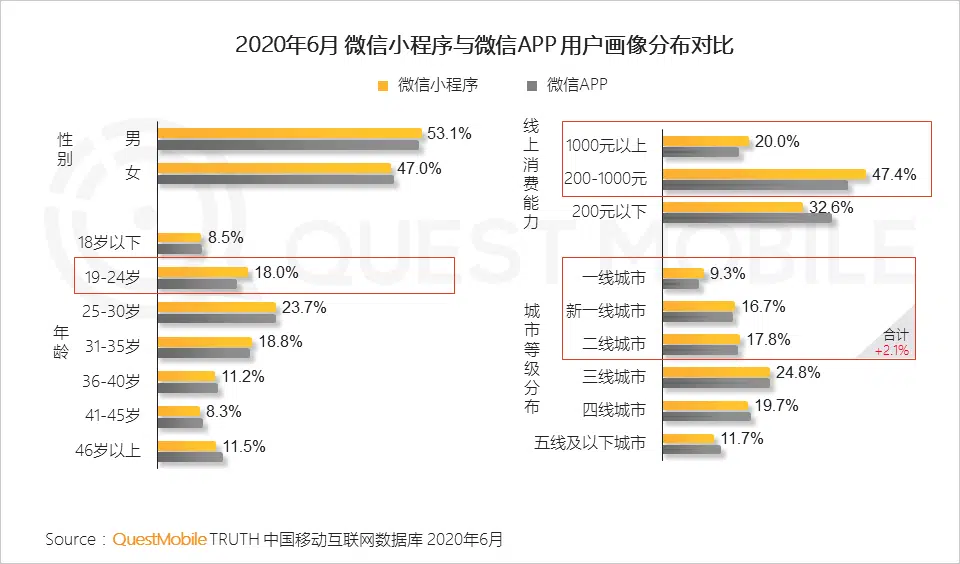 2020年6月 微信小程序与微信APP 用户画像分布对比
微信小程序 微信APP
性别
男 53.1%
女 47.0%
年龄
18岁以下 8.5%
19-24岁 18.0%
25-30岁 23.7%
31-35岁 18.8%
36-40岁 11.2%
41-45岁 8.3%
46岁以上 11.5%
线上消费能力
1000元以上 20.0%
200-1000元 47.4%
200元以下 32.6%
城市等级分布
一线城市 9.3%
新一线城市 16.7%
二线城市 17.8%
合计
+2.1%
三线城市 24.8%
四线城市 19.7%
五线及以下城市 11.7%
QUEST MOBILE
Source：QuestMobile TRUTH 中国移动互联网数据库 2020年6月